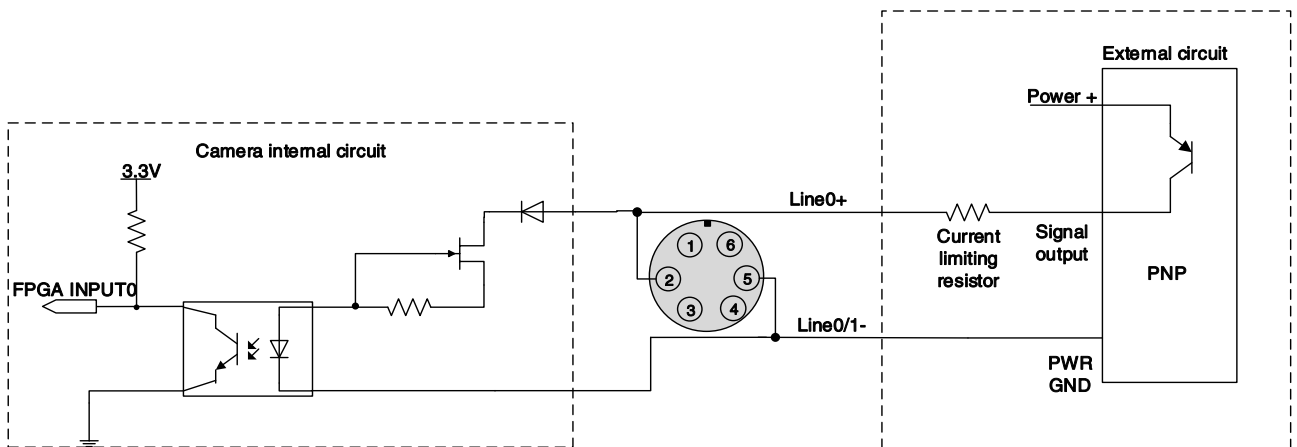 External circuit
Power +
Camera internal circuit
3.3V
Line0+
Current
limiting
resistor
Signal
output
1
6
2
5
3
4
PNP
FPGA INPUT0
Line0/1-
PWR
GND